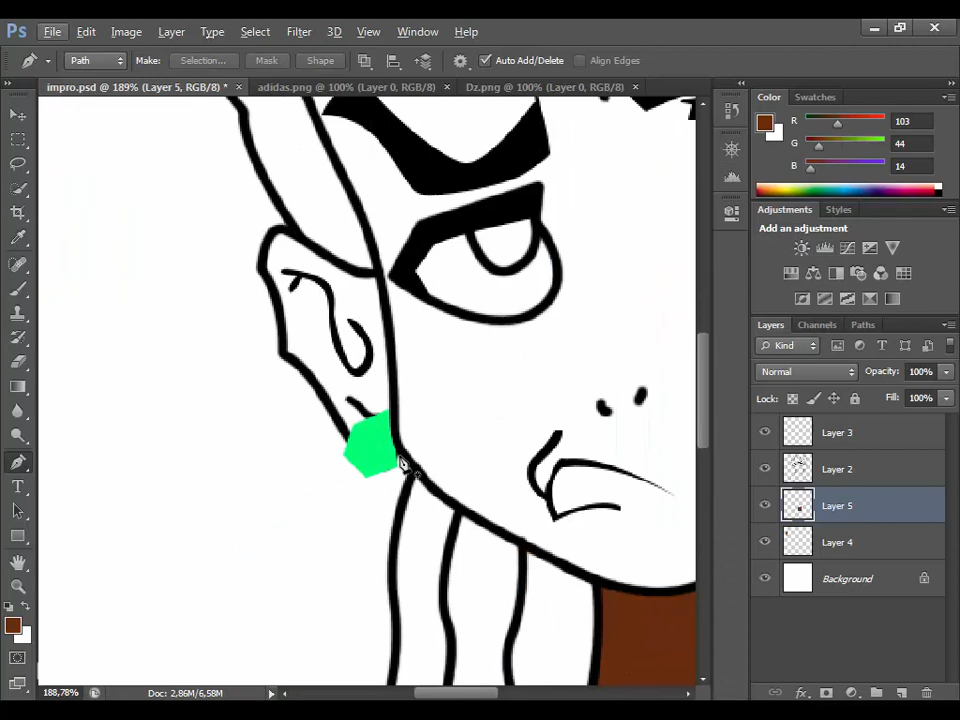 Ps File Edit Image Layer Type Select Filter 3D View Window Help
Path Make: Selection... Mask Shape Auto Add/Delete Align Edges
impro.psd @ 189% (Layer 5, RGB/8) * × adidas.png @ 100% (Layer 0, RGB/8) × Dz.png @ 100% (Layer 0, RGB/8) ×
Color Swatches
R 103
G 44
B 14
Adjustments Styles
Add an adjustment
Layers Channels Paths
Kind T
Normal Opacity: 100%
Lock: Fill: 100%
Layer 3
Layer 2
Layer 5
Layer 4
Background
T
188,78% Doc: 2,86M/6,58M
fx